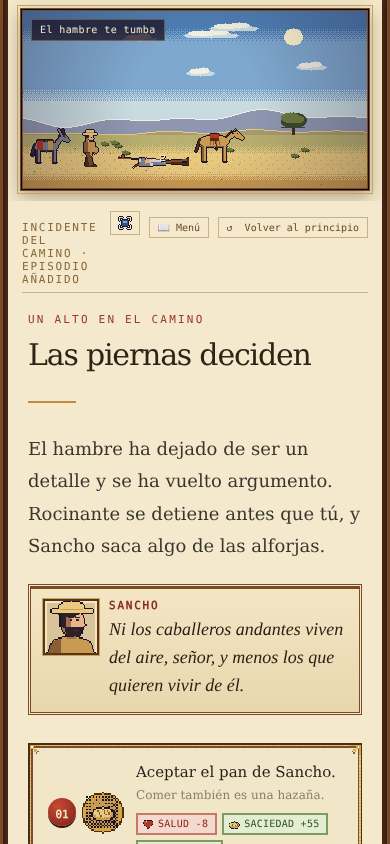 El hambre te tumba
INCIDENTE
DEL
CAMINO ·
EPISODIO
AÑADIDO
📖 Menú
↺ Volver al principio
UN ALTO EN EL CAMINO
Las piernas deciden
El hambre ha dejado de ser un
detalle y se ha vuelto argumento.
Rocinante se detiene antes que tú, y
Sancho saca algo de las alforjas.
SANCHO
Ni los caballeros andantes viven
del aire, señor, y menos los que
quieren vivir de él.
01
Aceptar el pan de Sancho.
Comer también es una hazaña.
SALUD -8
SACIEDAD +55